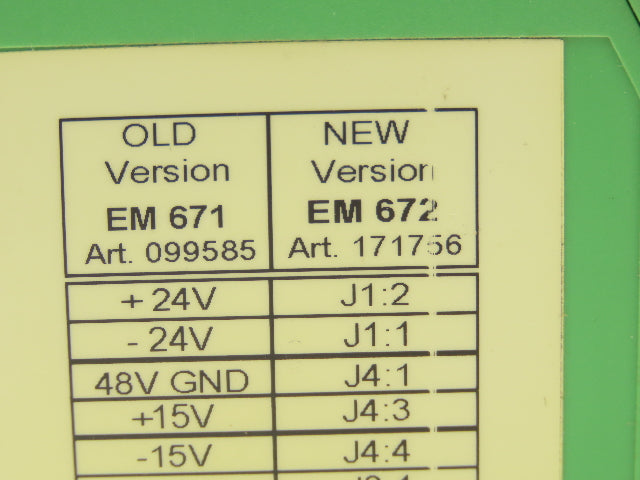 OLD NEW
Version Version
EM 671 EM 672
Art. 099585 Art. 171756
+ 24V J1:2
- 24V J1:1
48V GND J4:1
+15V J4:3
-15V J4:4